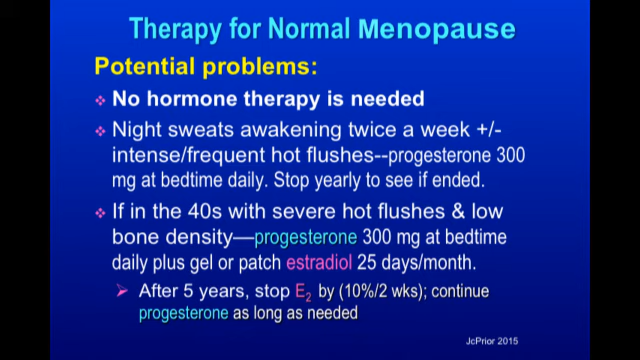 Therapy for Normal Menopause
Potential problems:
❖ No hormone therapy is needed
❖ Night sweats awakening twice a week +/-
intense/frequent hot flushes--progesterone 300
mg at bedtime daily. Stop yearly to see if ended.
❖ If in the 40s with severe hot flushes & low
bone density—progesterone 300 mg at bedtime
daily plus gel or patch estradiol 25 days/month.
➢ After 5 years, stop E₂ by (10%/2 wks); continue
progesterone as long as needed
JcPrior 2015